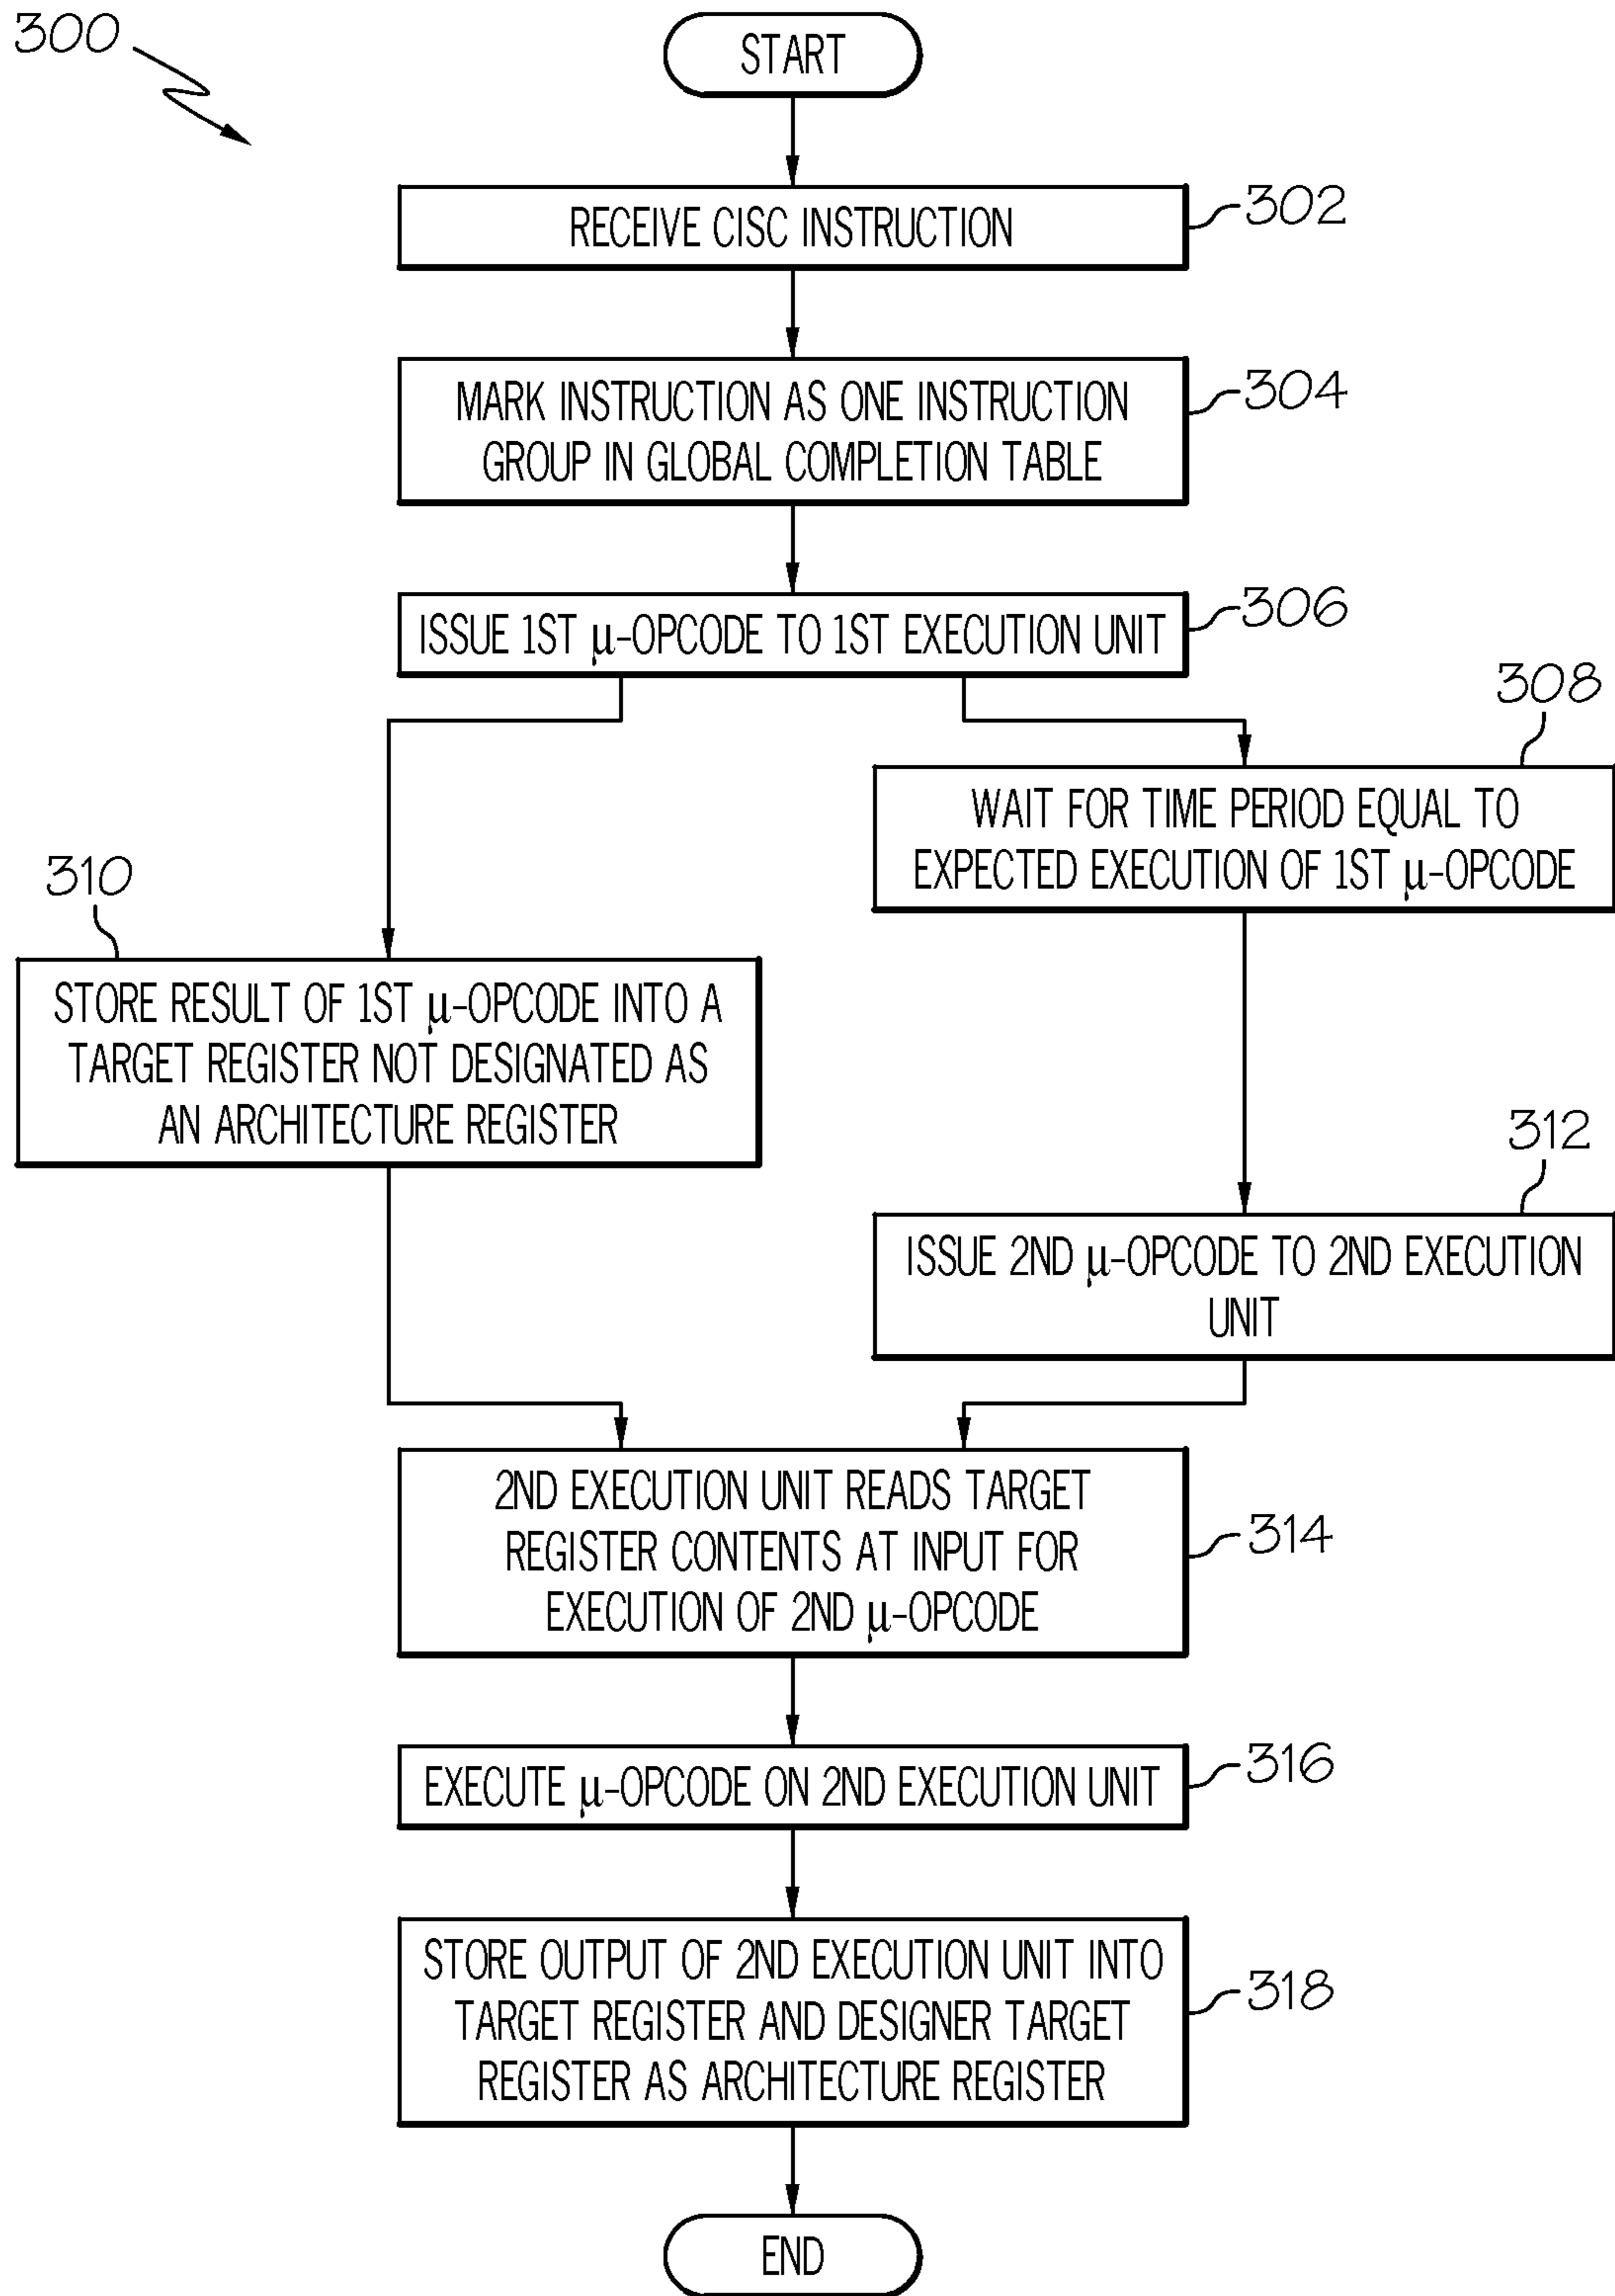 300
START
RECEIVE CISC INSTRUCTION
302
MARK INSTRUCTION AS ONE INSTRUCTION
GROUP IN GLOBAL COMPLETION TABLE
304
ISSUE 1ST μ-OPCODE TO 1ST EXECUTION UNIT
306
308
WAIT FOR TIME PERIOD EQUAL TO
EXPECTED EXECUTION OF 1ST μ-OPCODE
310
STORE RESULT OF 1ST μ-OPCODE INTO A
TARGET REGISTER NOT DESIGNATED AS
AN ARCHITECTURE REGISTER
312
ISSUE 2ND μ-OPCODE TO 2ND EXECUTION
UNIT
2ND EXECUTION UNIT READS TARGET
REGISTER CONTENTS AT INPUT FOR
EXECUTION OF 2ND μ-OPCODE
314
EXECUTE μ-OPCODE ON 2ND EXECUTION UNIT
316
STORE OUTPUT OF 2ND EXECUTION UNIT INTO
TARGET REGISTER AND DESIGNER TARGET
REGISTER AS ARCHITECTURE REGISTER
318
END